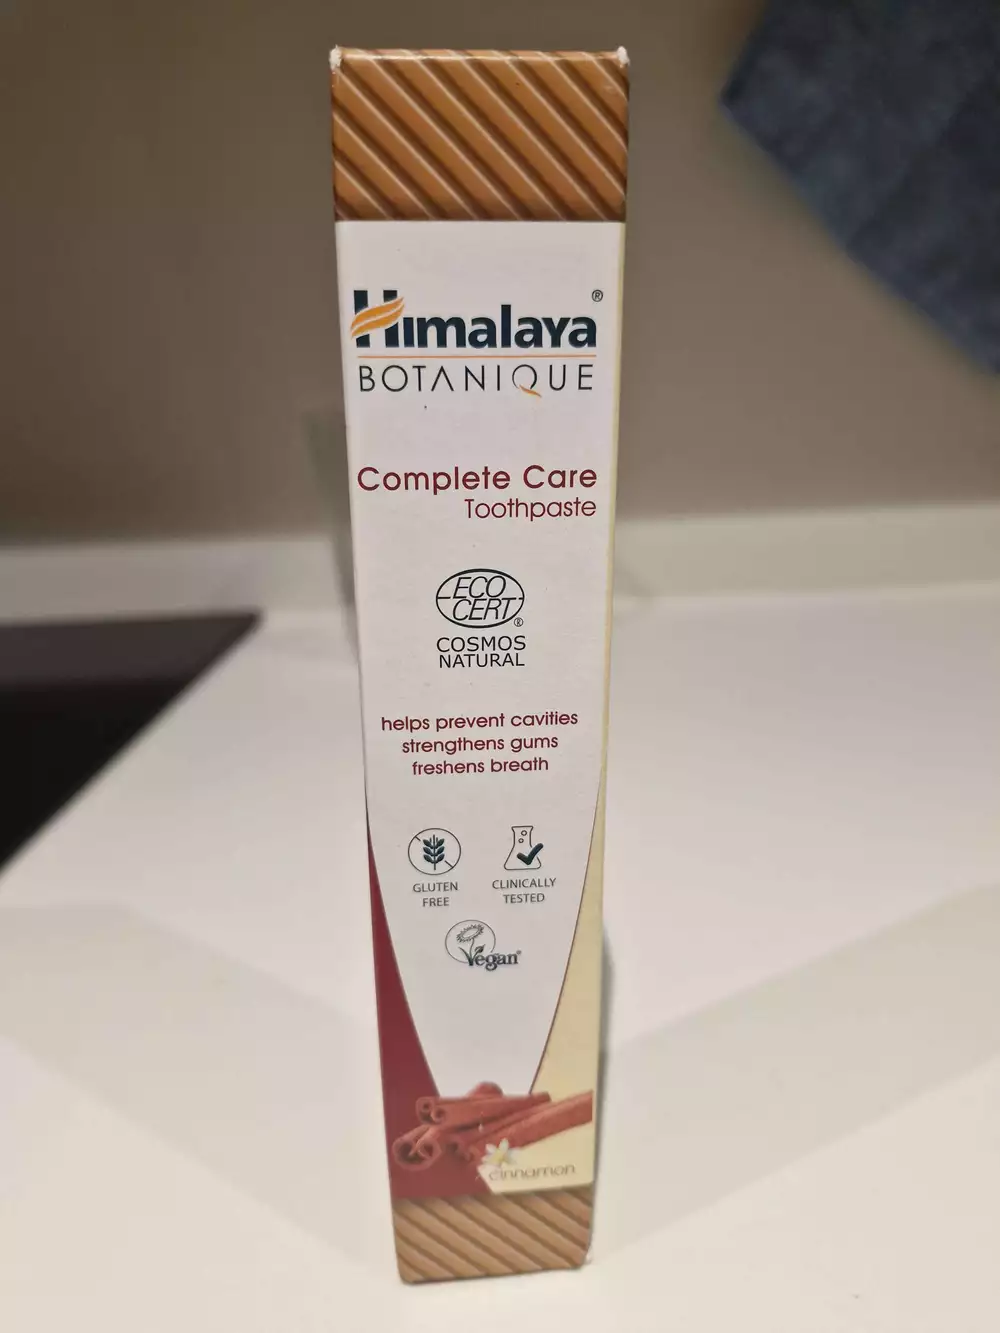 Himalaya®
BOTANIQUE
Complete Care
Toothpaste
ECO
CERT®
COSMOS
NATURAL
helps prevent cavities
strengthens gums
freshens breath
GLUTEN
FREE
CLINICALLY
TESTED
Vegan®
cinnamon